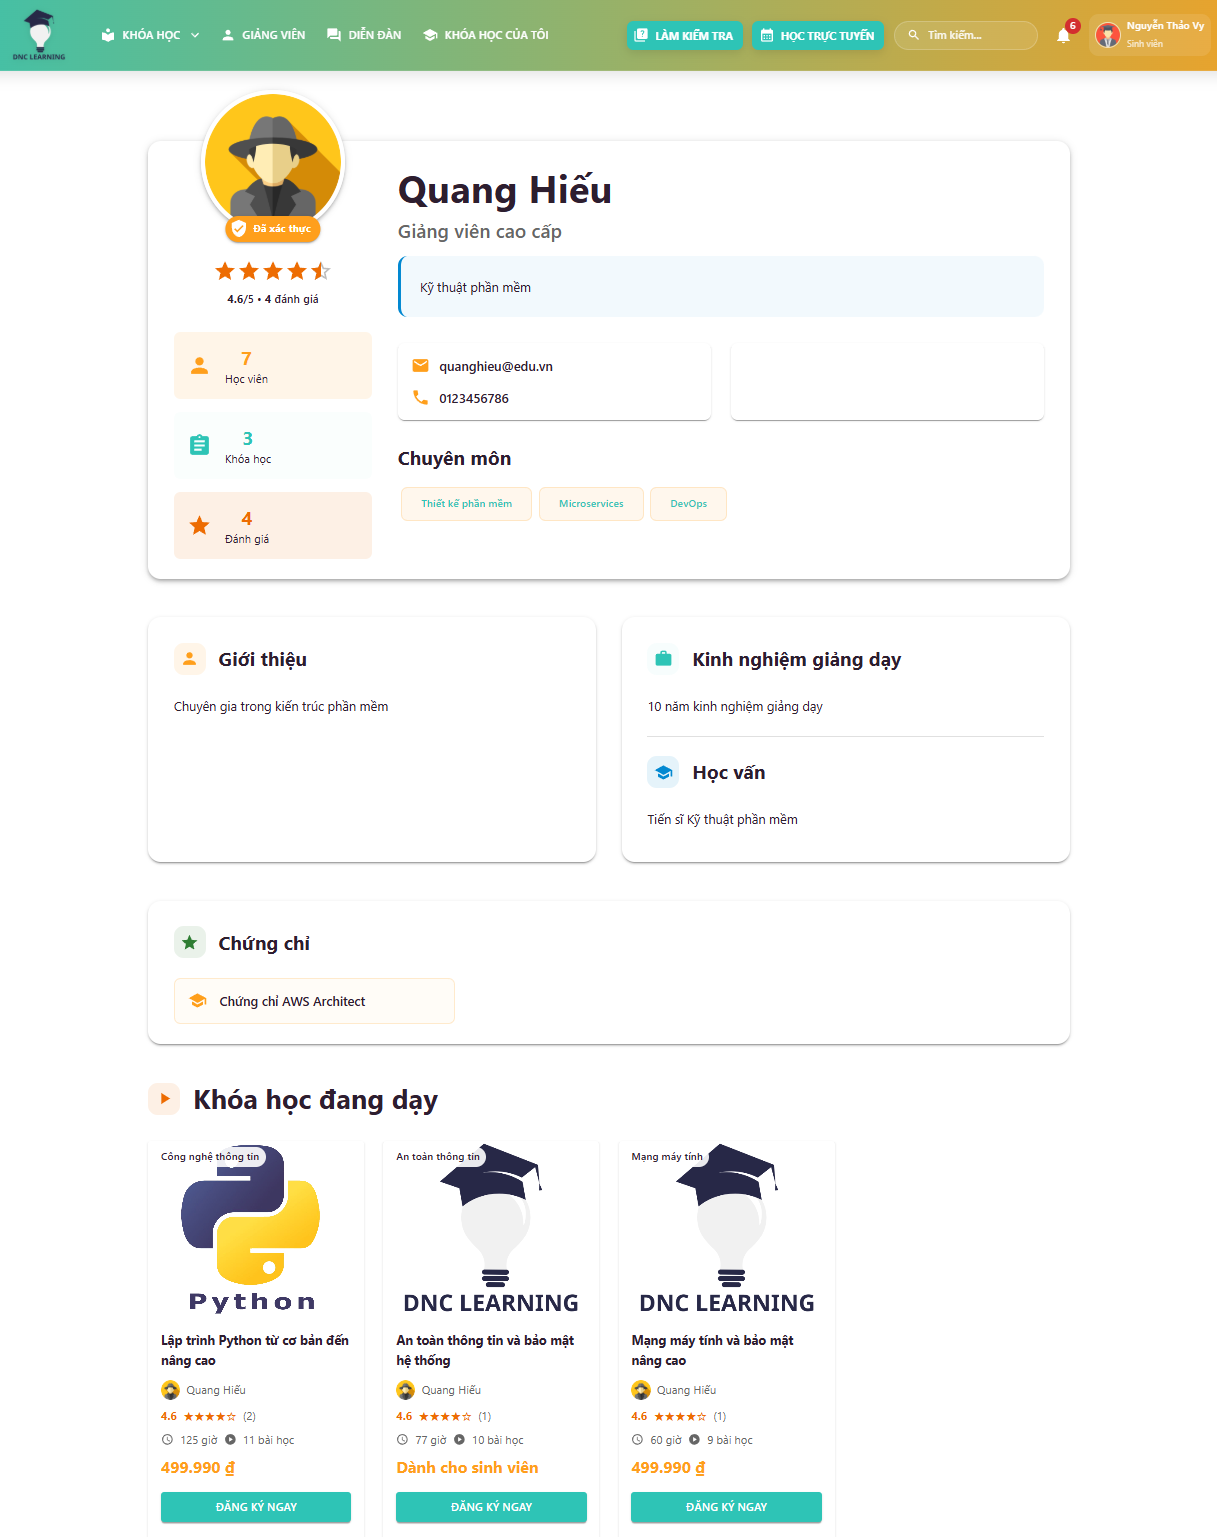 DNC LEARNING
KHÓA HỌC
GIẢNG VIÊN
DIỄN ĐÀN
KHÓA HỌC CỦA TÔI
LÀM KIỂM TRA
HỌC TRỰC TUYẾN
Tìm kiếm...
6
Nguyễn Thảo Vy
Sinh viên
Đã xác thực
4.6/5 • 4 đánh giá
7
Học viên
3
Khóa học
4
Đánh giá
Quang Hiếu
Giảng viên cao cấp
Kỹ thuật phần mềm
quanghieu@edu.vn
0123456786
Chuyên môn
Thiết kế phần mềm
Microservices
DevOps
Giới thiệu
Chuyên gia trong kiến trúc phần mềm
Kinh nghiệm giảng dạy
10 năm kinh nghiệm giảng dạy
Học vấn
Tiến sĩ Kỹ thuật phần mềm
Chứng chỉ
Chứng chỉ AWS Architect
Khóa học đang dạy
Công nghệ thông tin
Python
Lập trình Python từ cơ bản đến
nâng cao
Quang Hiếu
4.6 ★★★★☆ (2)
125 giờ 11 bài học
499.990 ₫
ĐĂNG KÝ NGAY
An toàn thông tin
DNC LEARNING
An toàn thông tin và bảo mật
hệ thống
Quang Hiếu
4.6 ★★★★☆ (1)
77 giờ 10 bài học
Dành cho sinh viên
ĐĂNG KÝ NGAY
Mạng máy tính
DNC LEARNING
Mạng máy tính và bảo mật
nâng cao
Quang Hiếu
4.6 ★★★★☆ (1)
60 giờ 9 bài học
499.990 ₫
ĐĂNG KÝ NGAY